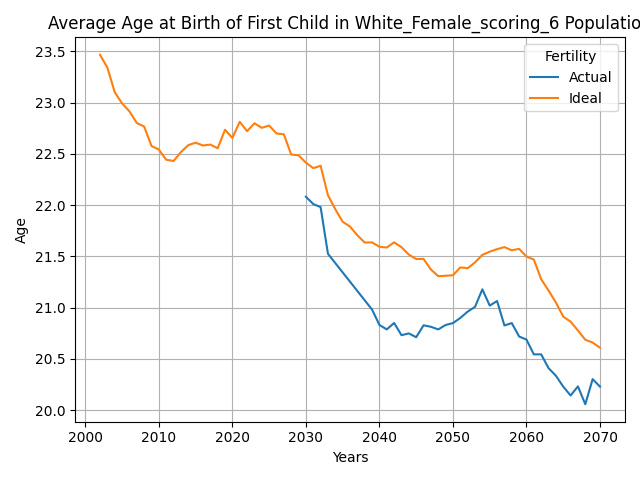 Average Age at Birth of First Child in White_Female_scoring_6 Populatio
Fertility
Actual
Ideal
23.5
23.0
22.5
22.0
21.5
21.0
20.5
20.0
Age
2000 2010 2020 2030 2040 2050 2060 2070
Years